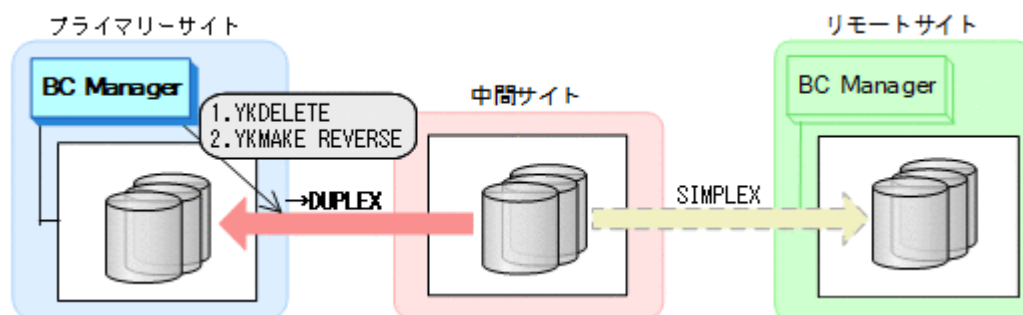 プライマリーサイト
リモートサイト
BC Manager
中間サイト
BC Manager
1.YKDELETE
2.YKMAKE REVERSE
→DUPLEX
SIMPLEX